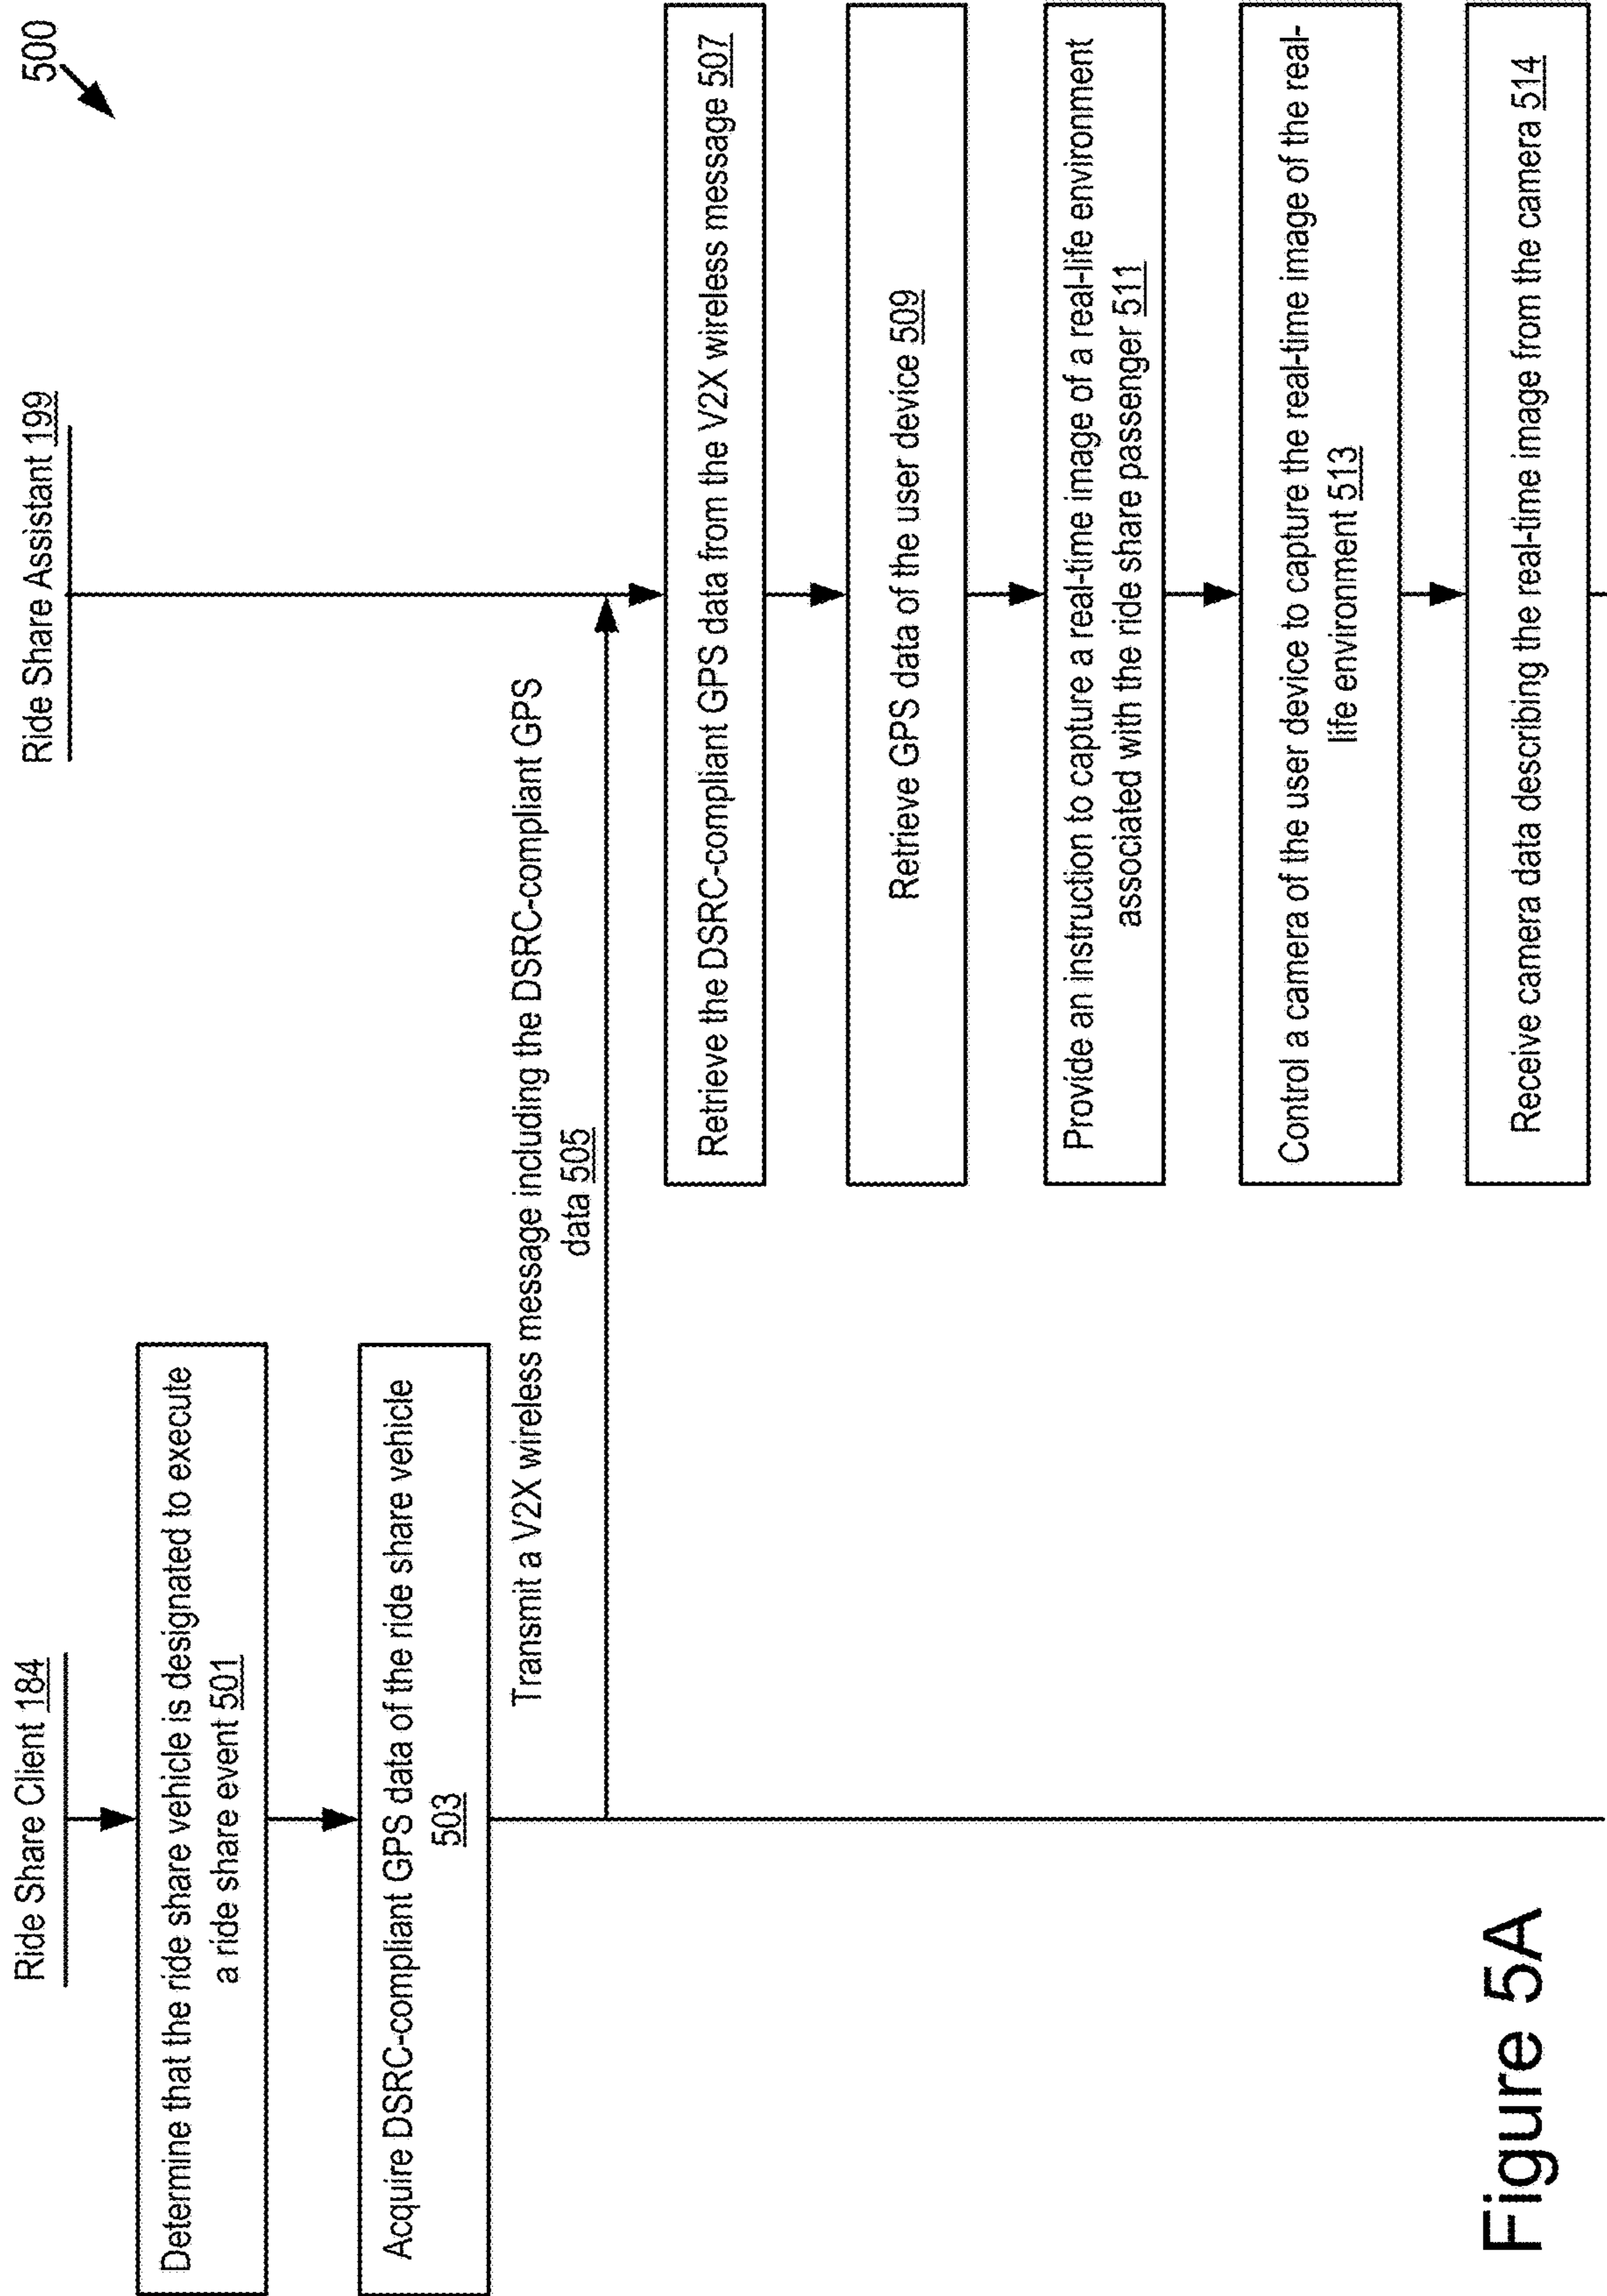 500
Ride Share Client 184
Ride Share Assistant 199
Determine that the ride share vehicle is designated to execute
a ride share event 501
Acquire DSRC-compliant GPS data of the ride share vehicle
503
Transmit a V2X wireless message including the DSRC-compliant GPS
data 505
Retrieve the DSRC-compliant GPS data from the V2X wireless message 507
Retrieve GPS data of the user device 509
Provide an instruction to capture a real-time image of a real-life environment
associated with the ride share passenger 511
Control a camera of the user device to capture the real-time image of the real-
life environment 513
Receive camera data describing the real-time image from the camera 514
Figure 5A